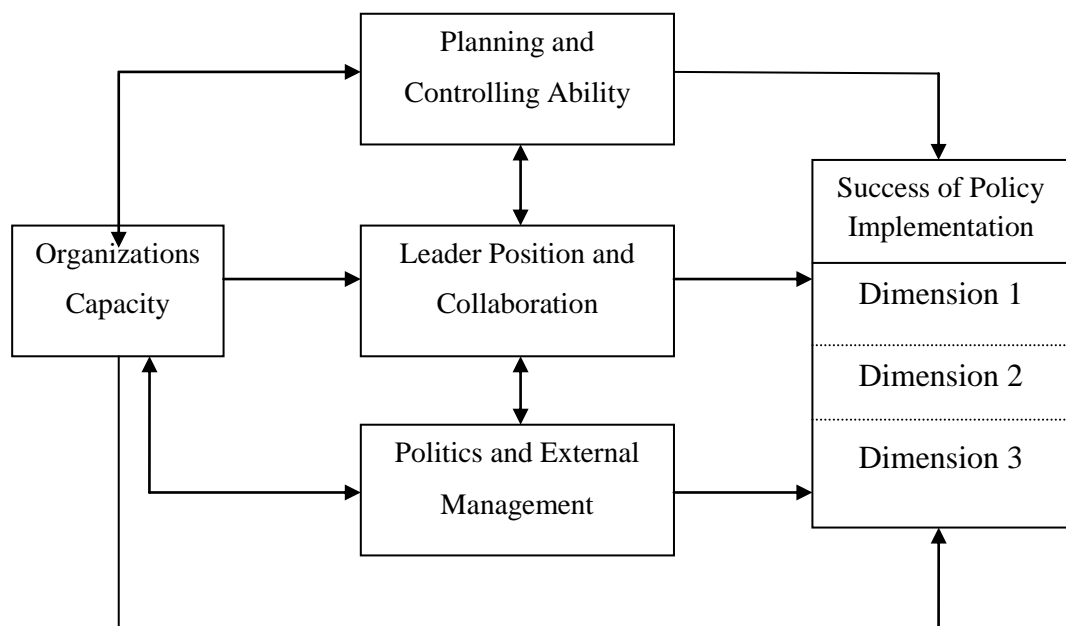 Planning and
Controlling Ability
Success of Policy
Implementation
Organizations
Capacity
Leader Position and
Collaboration
Dimension 1
Dimension 2
Politics and External
Management
Dimension 3